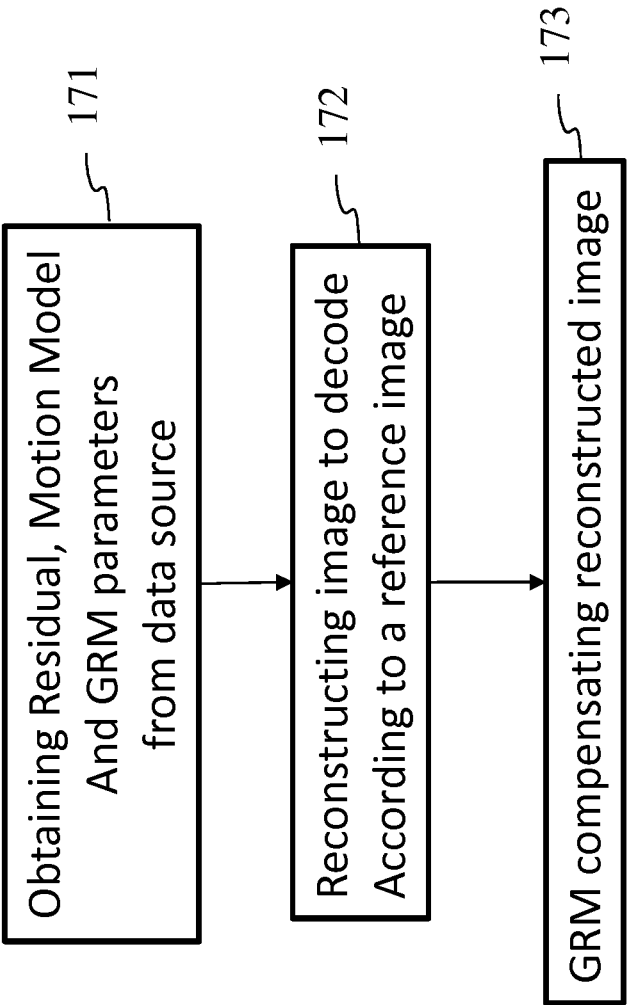 Obtaining Residual, Motion Model
And GRM parameters
from data source
171
Reconstructing image to decode
According to a reference image
172
GRM compensating reconstructed image
173